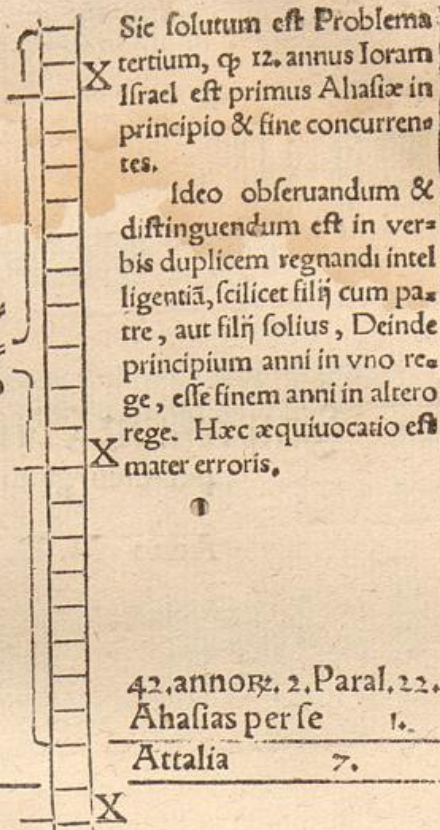 Sic ſolutum eſt Problema
tertium, ꝙ 12. annus Ioram
Iſrael eſt primus Ahaſiæ in
principio & fine concurren⸗
tes.
Ideo obſeruandum &
diſtinguendum eſt in ver⸗
bis duplicem regnandi intel
ligentiã, ſcilicet filij cum pa⸗
tre, aut filij ſolius, Deinde
principium anni in vno re⸗
ge, eſſe finem anni in altero
rege. Hæc æquiuocatio eſt
mater erroris.
X
X
42. annoꝝ. 2. Paral. 22.
Ahaſias per ſe 1.
Attalia 7.
X